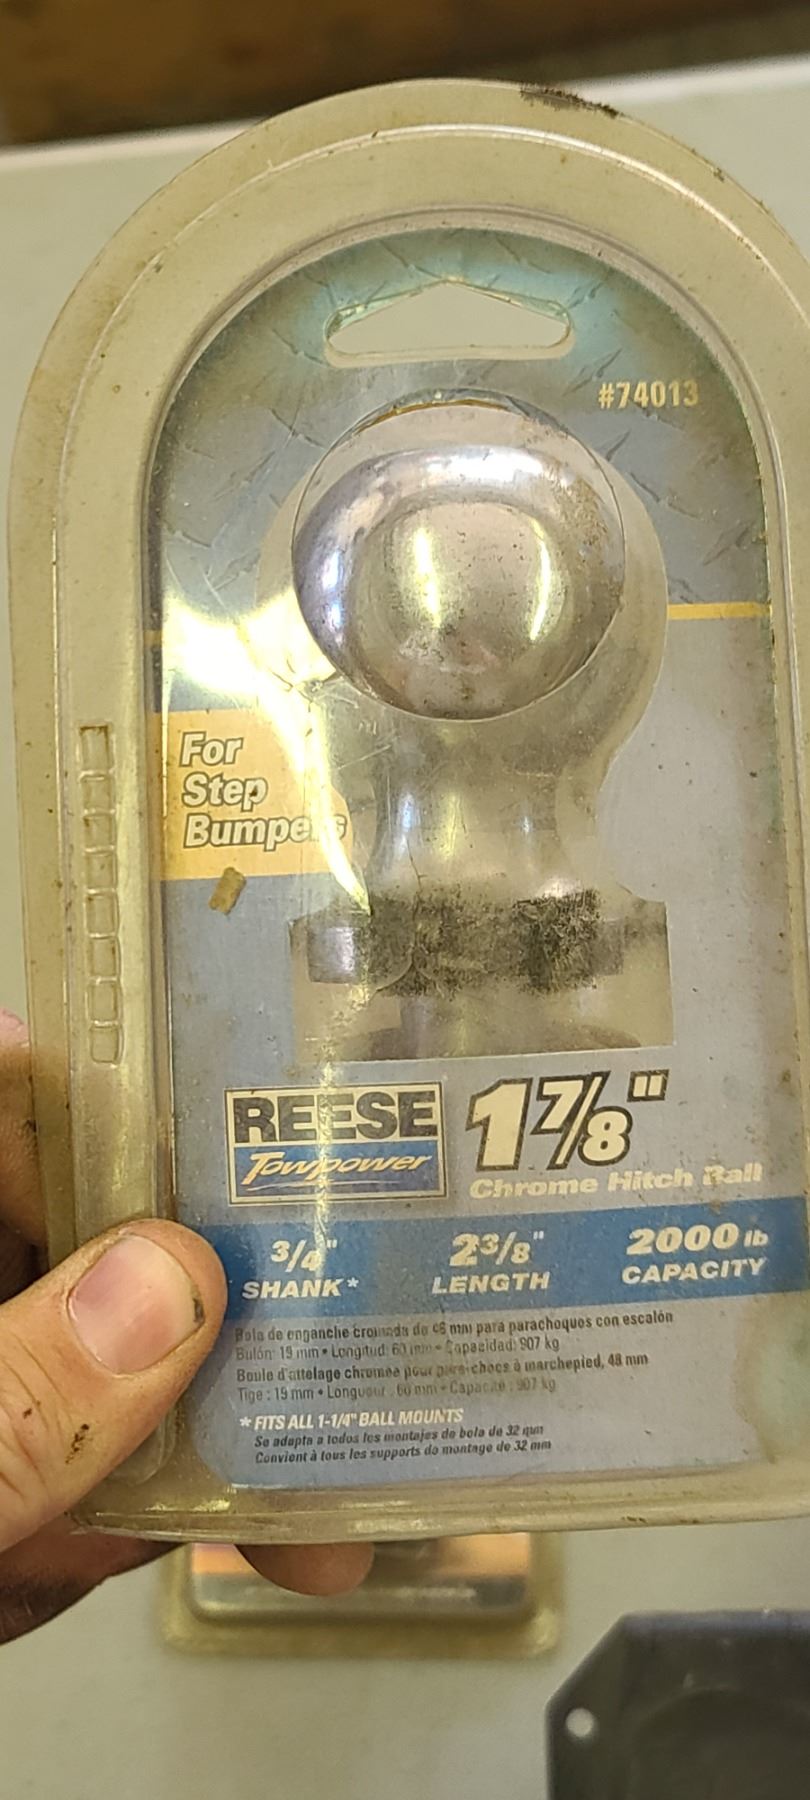 #74013
For
Step
Bumpers
REESE
Towpower
1 7/8"
Chrome Hitch Ball
3/4"
SHANK*
2 3/8"
LENGTH
2000 lb
CAPACITY
Bola de enganche cromada de 48 mm para parachoques con escalón
Bulón: 19 mm • Longitud: 60 mm • Capacidad: 907 kg
Boule d'attelage chromée pour pare-chocs à marchepied, 48 mm
Tige : 19 mm • Longueur : 60 mm • Capacité : 907 kg
* FITS ALL 1-1/4" BALL MOUNTS
Se adapta a todos los montajes de bola de 32 mm
Convient à tous les supports de montage de 32 mm